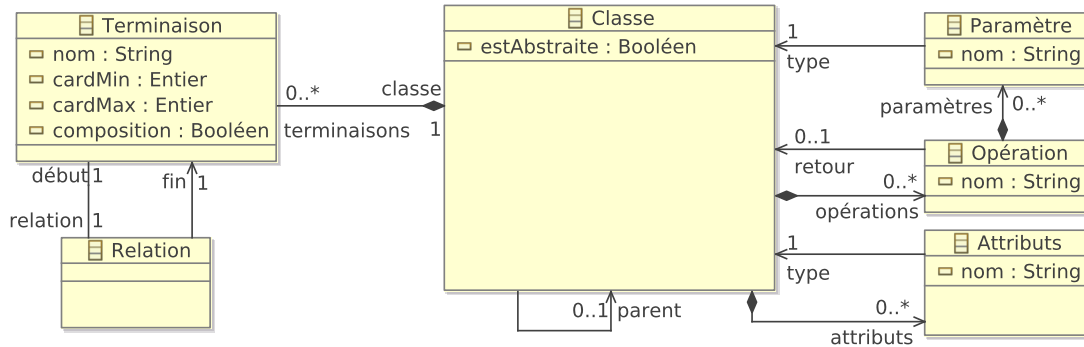 Terminaison
nom : String
cardMin : Entier
cardMax : Entier
composition : Booléen
0..*
terminaisons
classe
1
début
1
fin
1
relation
1
Relation
Classe
estAbstraite : Booléen
0..1
parent
1
type
0..1
retour
0..*
opérations
1
type
0..*
attributs
Paramètre
nom : String
paramètres
0..*
Opération
nom : String
Attributs
nom : String